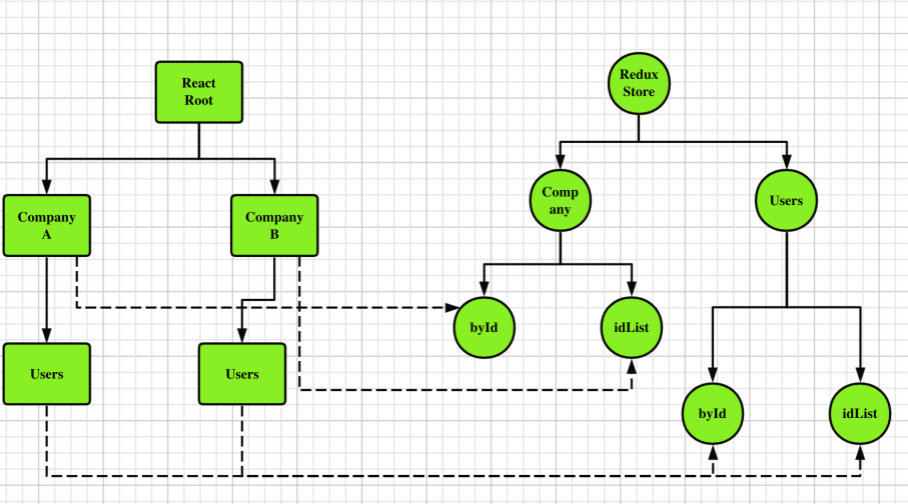 React
Root
Redux
Store
Company
A
Company
B
Comp
any
Users
byId
idList
Users
Users
byId
idList